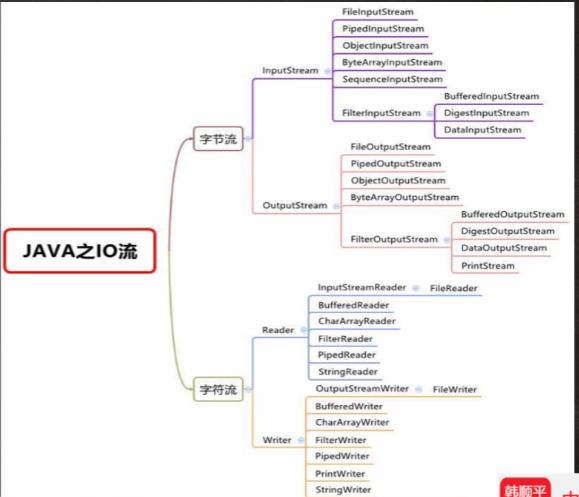 JAVA之IO流
字节流
InputStream
FileInputStream
PipedInputStream
ObjectInputStream
ByteArrayInputStream
SequenceInputStream
FilterInputStream
BufferedInputStream
DigestInputStream
DataInputStream
OutputStream
FileOutputStream
PipedOutputStream
ObjectOutputStream
ByteArrayOutputStream
FilterOutputStream
BufferedOutputStream
DigestOutputStream
DataOutputStream
PrintStream
字符流
Reader
InputStreamReader
FileReader
BufferedReader
CharArrayReader
FilterReader
PipedReader
StringReader
Writer
OutputStreamWriter
FileWriter
BufferedWriter
CharArrayWriter
FilterWriter
PipedWriter
PrintWriter
StringWriter
韩顺平